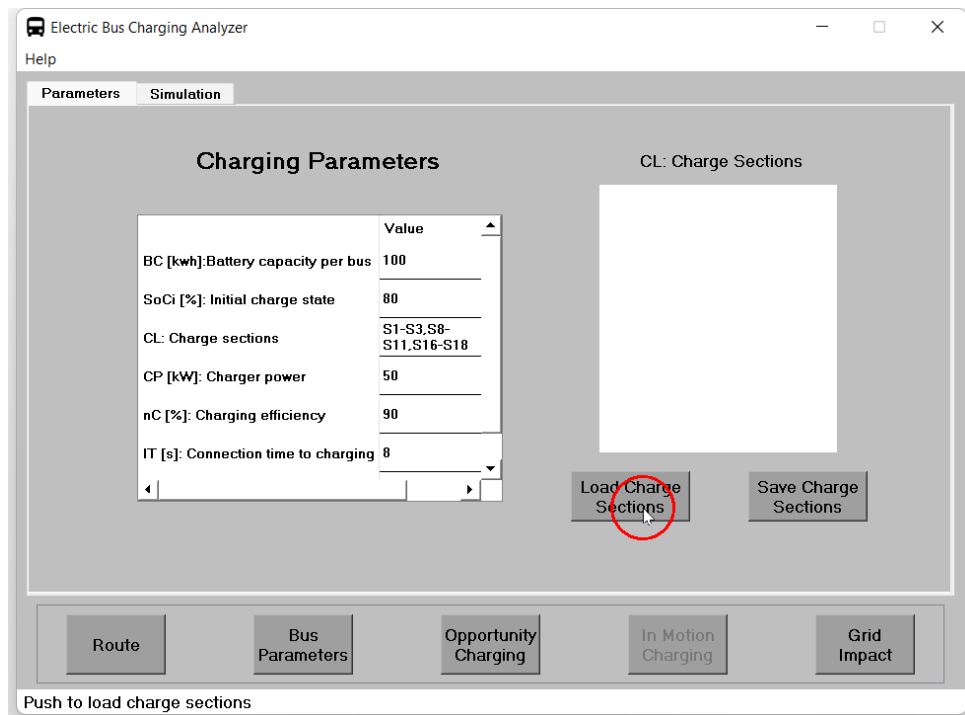 Electric Bus Charging Analyzer
Help
Parameters Simulation
Charging Parameters
CL: Charge Sections
Value
BC [kwh]:Battery capacity per bus 100
SoCi [%]: Initial charge state 80
CL: Charge sections S1-S3,S8-
S11,S16-S18
CP [kW]: Charger power 50
nC [%]: Charging efficiency 90
IT [s]: Connection time to charging 8
Load Charge
Sections
Save Charge
Sections
Route
Bus
Parameters
Opportunity
Charging
In Motion
Charging
Grid
Impact
Push to load charge sections